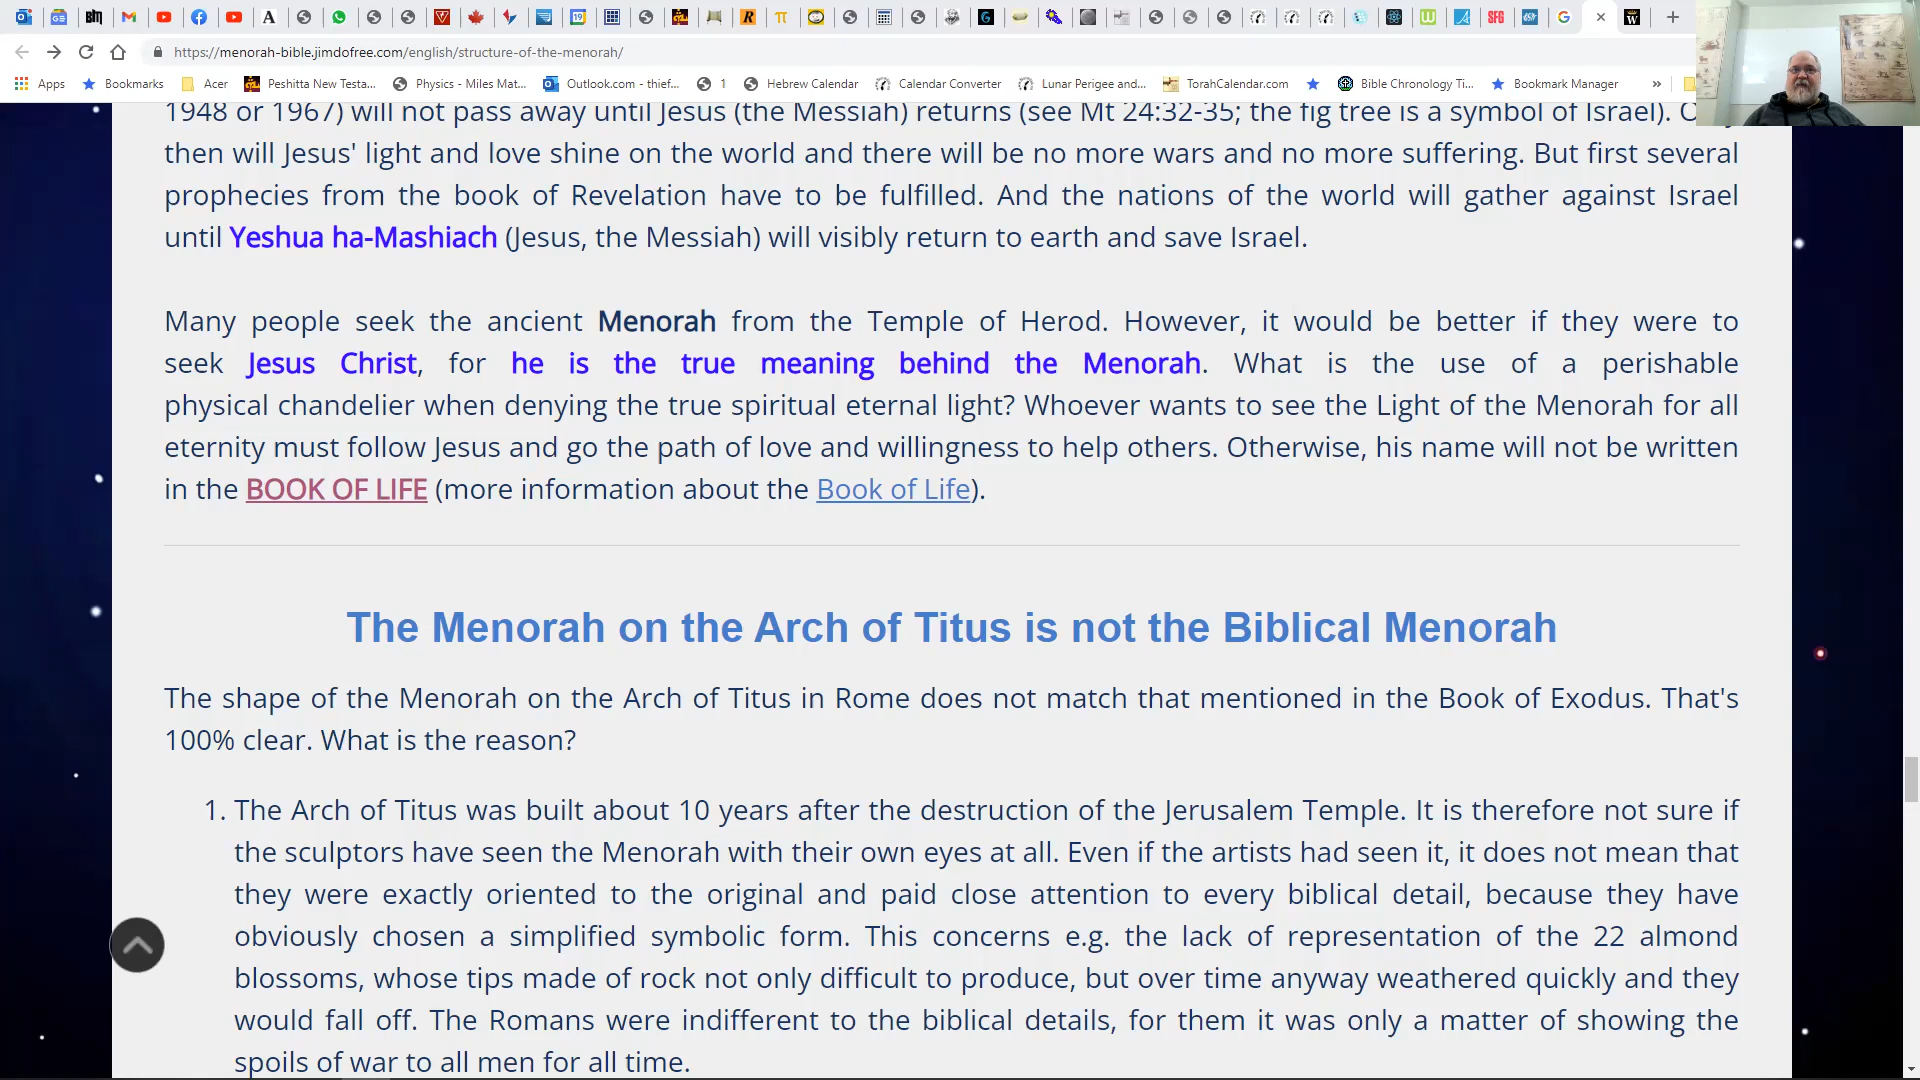 https://menorah-bible.jimdofree.com/english/structure-of-the-menorah/
Apps Bookmarks Acer Peshitta New Testa... Physics - Miles Mat... Outlook.com - thief... 1 Hebrew Calendar Calendar Converter Lunar Perigee and... TorahCalendar.com Bible Chronology Ti... Bookmark Manager »
1948 or 1967) will not pass away until Jesus (the Messiah) returns (see Mt 24:32-35; the fig tree is a symbol of Israel).
then will Jesus' light and love shine on the world and there will be no more wars and no more suffering. But first several
prophecies from the book of Revelation have to be fulfilled. And the nations of the world will gather against Israel
until Yeshua ha-Mashiach (Jesus, the Messiah) will visibly return to earth and save Israel.
Many people seek the ancient Menorah from the Temple of Herod. However, it would be better if they were to
seek Jesus Christ, for he is the true meaning behind the Menorah. What is the use of a perishable
physical chandelier when denying the true spiritual eternal light? Whoever wants to see the Light of the Menorah for all
eternity must follow Jesus and go the path of love and willingness to help others. Otherwise, his name will not be written
in the BOOK OF LIFE (more information about the Book of Life).
The Menorah on the Arch of Titus is not the Biblical Menorah
The shape of the Menorah on the Arch of Titus in Rome does not match that mentioned in the Book of Exodus. That's
100% clear. What is the reason?
1. The Arch of Titus was built about 10 years after the destruction of the Jerusalem Temple. It is therefore not sure if
the sculptors have seen the Menorah with their own eyes at all. Even if the artists had seen it, it does not mean that
they were exactly oriented to the original and paid close attention to every biblical detail, because they have
obviously chosen a simplified symbolic form. This concerns e.g. the lack of representation of the 22 almond
blossoms, whose tips made of rock not only difficult to produce, but over time anyway weathered quickly and they
would fall off. The Romans were indifferent to the biblical details, for them it was only a matter of showing the
spoils of war to all men for all time.